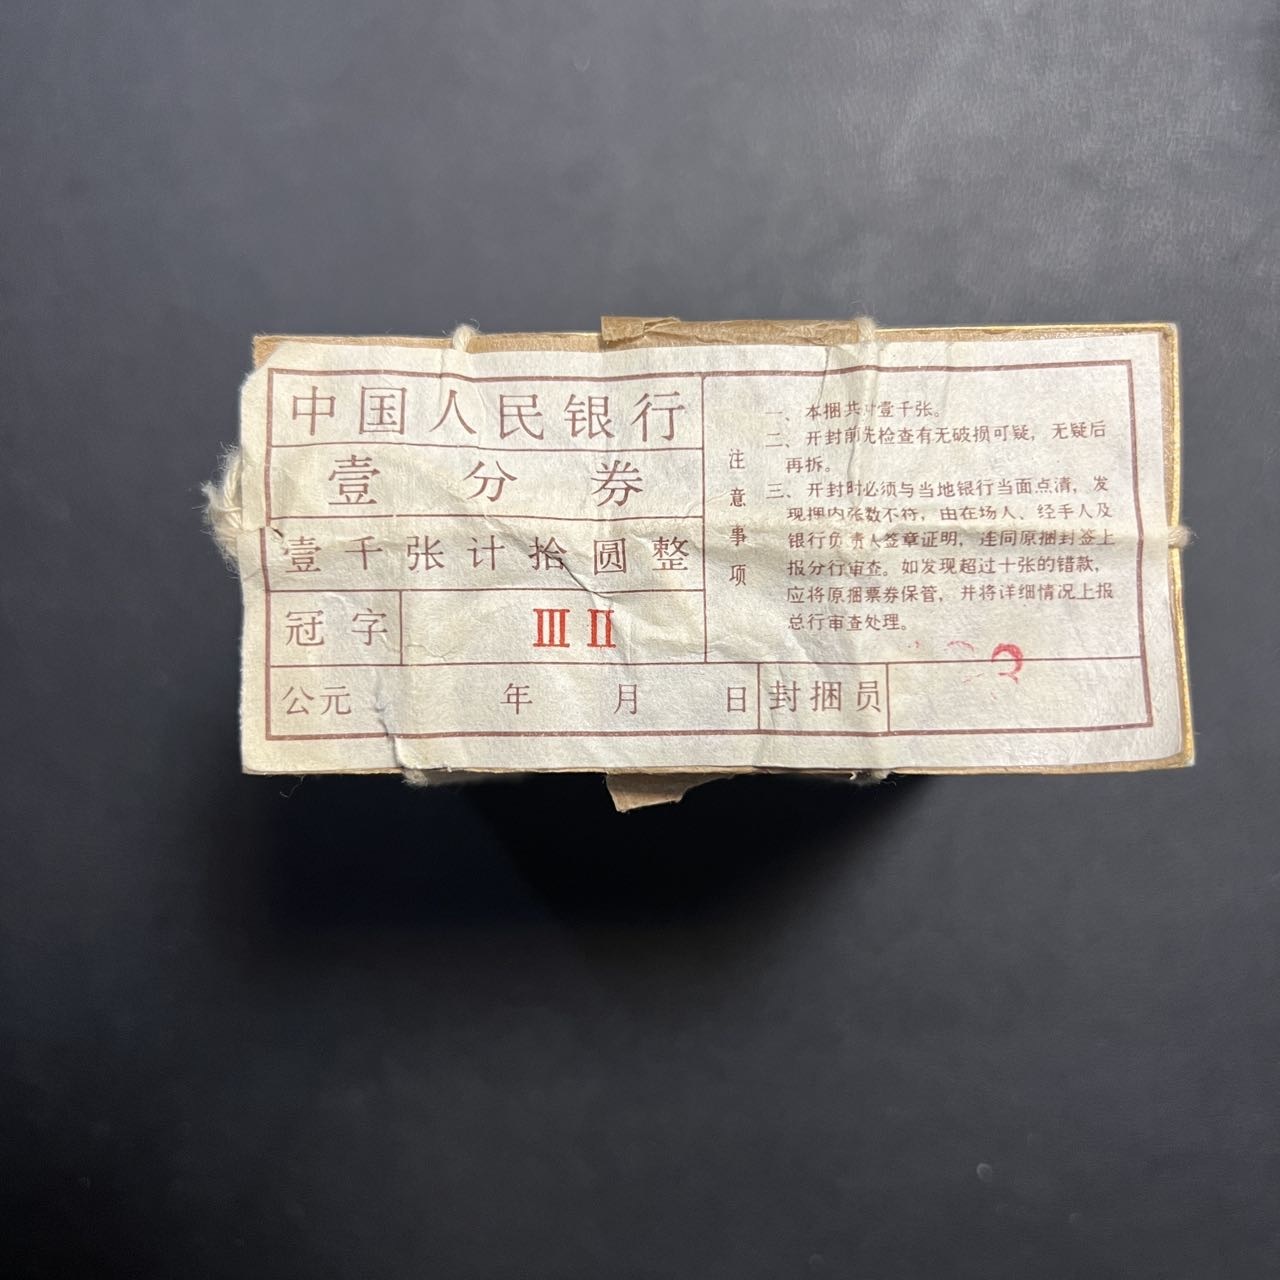 中国人民银行
壹分券
壹千张计拾圆整
冠字 Ⅲ Ⅱ
公元 年 月 日 封捆员
注意事项
一、本捆共计壹千张。
二、开封前先检查有无破损可疑，无疑后
再拆。
三、开封时必须与当地银行当面点清，发
现捆内张数不符，由在场人、经手人及
银行负责人签章证明，连同原捆封签上
报分行审查。如发现超过十张的错款，
应将原捆票券保管，并将详细情况上报
总行审查处理。